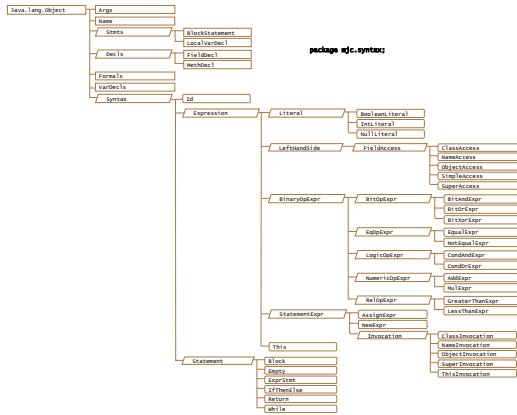 Java.lang.Object
Args
Name
Stmts
BlockStatement
LocalVarDecl
Decls
FieldDecl
MethDecl
package mjc.syntax;
Formals
VarDecls
Syntax
Id
Expression
Literal
BooleanLiteral
IntLiteral
NullLiteral
LeftHandSide
FieldAccess
ClassAccess
NameAccess
ObjectAccess
SimpleAccess
SuperAccess
BinaryOpExpr
BitOpExpr
BitAndExpr
BitOrExpr
BitXorExpr
EqOpExpr
EqualExpr
NotEqualExpr
LogicOpExpr
CondAndExpr
CondOrExpr
NumericOpExpr
AddExpr
MulExpr
RelOpExpr
GreaterThanExpr
LessThanExpr
StatementExpr
AssignExpr
NewExpr
Invocation
ClassInvocation
NameInvocation
ObjectInvocation
SuperInvocation
ThisInvocation
This
Statement
Block
Empty
ExprStmt
IfThenElse
Return
While